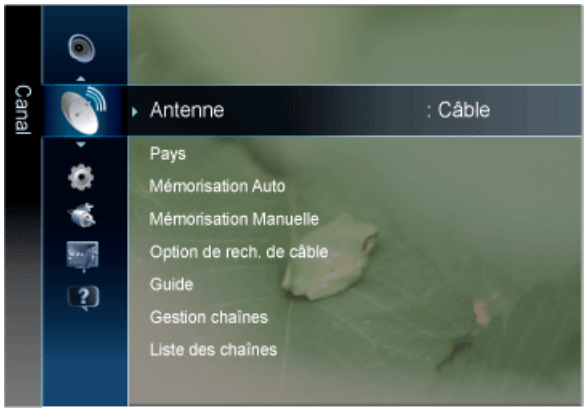 Canal
Antenne : Câble
Pays
Mémorisation Auto
Mémorisation Manuelle
Option de rech. de câble
Guide
Gestion chaînes
Liste des chaînes